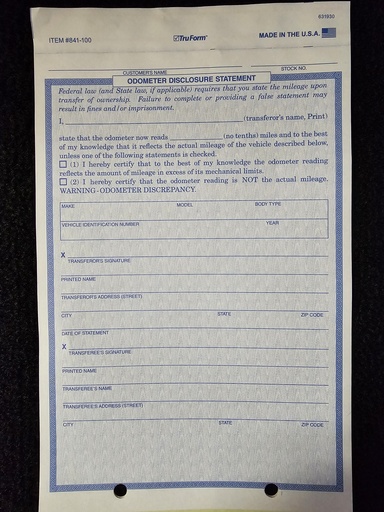 631930
ITEM #841-100
TruForm
MADE IN THE U.S.A.
CUSTOMER'S NAME
STOCK NO.
ODOMETER DISCLOSURE STATEMENT
Federal law (and State law, if applicable) requires that you state the mileage upon
transfer of ownership. Failure to complete or providing a false statement may
result in fines and/or imprisonment.
I, (transferor's name, Print)
state that the odometer now reads (no tenths) miles and to the best
of my knowledge that it reflects the actual mileage of the vehicle described below,
unless one of the following statements is checked.
(1) I hereby certify that to the best of my knowledge the odometer reading
reflects the amount of mileage in excess of its mechanical limits.
(2) I hereby certify that the odometer reading is NOT the actual mileage.
WARNING - ODOMETER DISCREPANCY.
MAKE MODEL BODY TYPE
VEHICLE IDENTIFICATION NUMBER YEAR
X
TRANSFEROR'S SIGNATURE
PRINTED NAME
TRANSFEROR'S ADDRESS (STREET)
CITY STATE ZIP CODE
DATE OF STATEMENT
X
TRANSFEREE'S SIGNATURE
PRINTED NAME
TRANSFEREE'S NAME
TRANSFEREE'S ADDRESS (STREET)
CITY STATE ZIP CODE